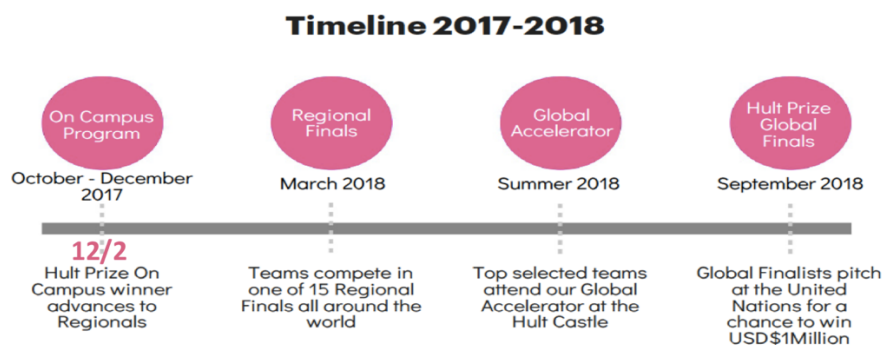 Timeline 2017-2018
On Campus
Program
Regional
Finals
Global
Accelerator
Hult Prize
Global
Finals
October - December
2017
March 2018
Summer 2018
September 2018
12/2
Hult Prize On
Campus winner
advances to
Regionals
Teams compete in
one of 15 Regional
Finals all around the
world
Top selected teams
attend our Global
Accelerator at the
Hult Castle
Global Finalists pitch
at the United
Nations for a
chance to win
USD$1Million